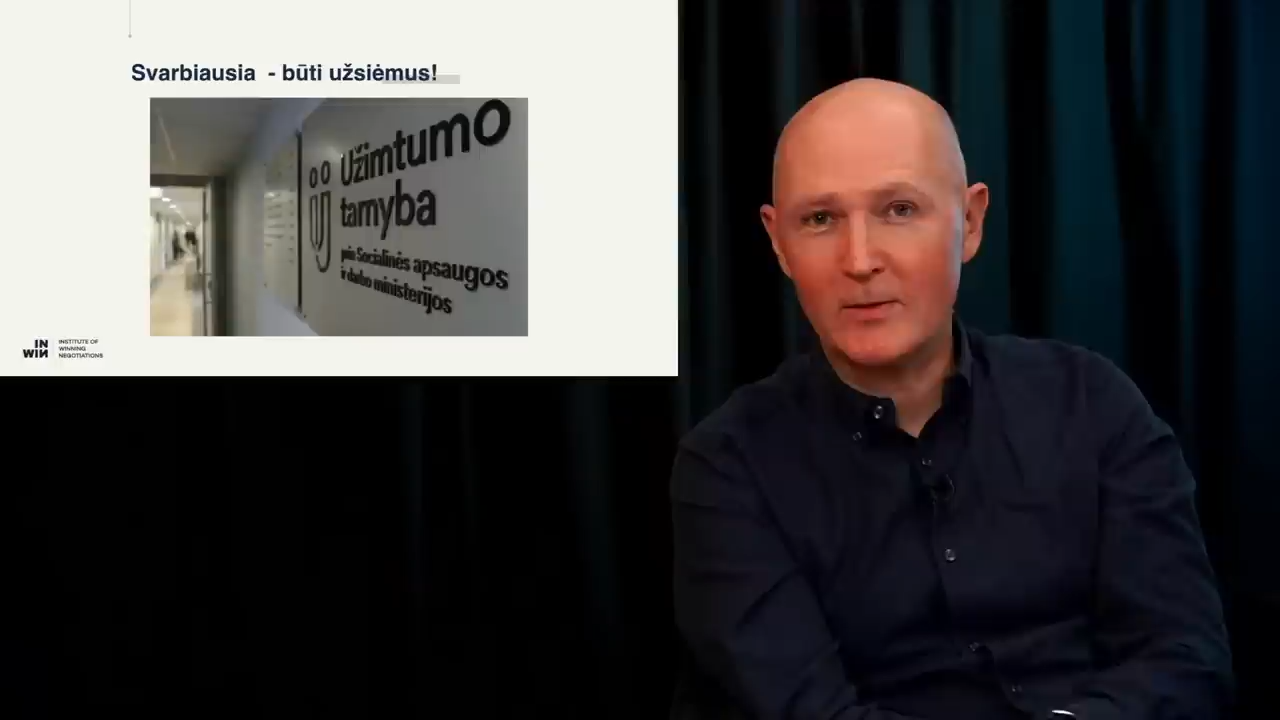 Svarbiausia - būti užsiėmus!
Užimtumo
tarnyba
prie Socialinės apsaugos
ir darbo ministerijos
IN
WIN
INSTITUTE OF
WINNING
NEGOTIATIONS